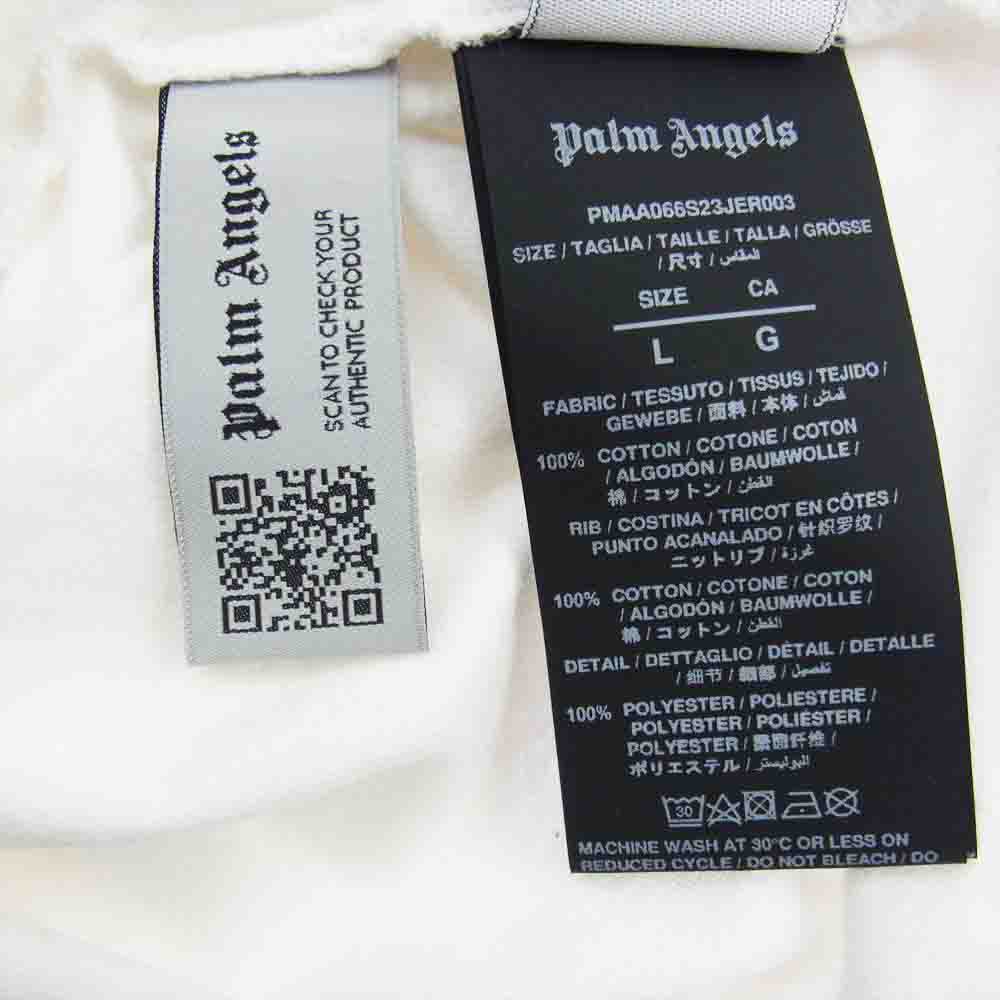 Palm Angels
SCAN TO CHECK YOUR
AUTHENTIC PRODUCT
Palm Angels
PMAA066S23JER003
SIZE / TAGLIA / TAILLE / TALLA / GRÖSSE
/ 尺寸 / المقاس
SIZE CA
L G
FABRIC / TESSUTO / TISSUS / TEJIDO /
GEWEBE / 面料 / 本体 / قماش
100% COTTON / COTONE / COTON
/ ALGODÓN / BAUMWOLLE /
棉 / コットン / القطن
RIB / COSTINA / TRICOT EN CÔTES /
PUNTO ACANALADO / 针织罗纹 /
ニットリブ / غرزة
100% COTTON / COTONE / COTON
/ ALGODÓN / BAUMWOLLE /
棉 / コットン / القطن
DETAIL / DETTAGLIO / DÉTAIL / DETALLE
/ 细节 / 細部 / تفصيل
100% POLYESTER / POLIESTERE /
POLYESTER / POLIÉSTER /
POLYESTER / 聚酯纤维 /
ポリエステル / البوليستر
30
MACHINE WASH AT 30°C OR LESS ON
REDUCED CYCLE / DO NOT BLEACH / DO